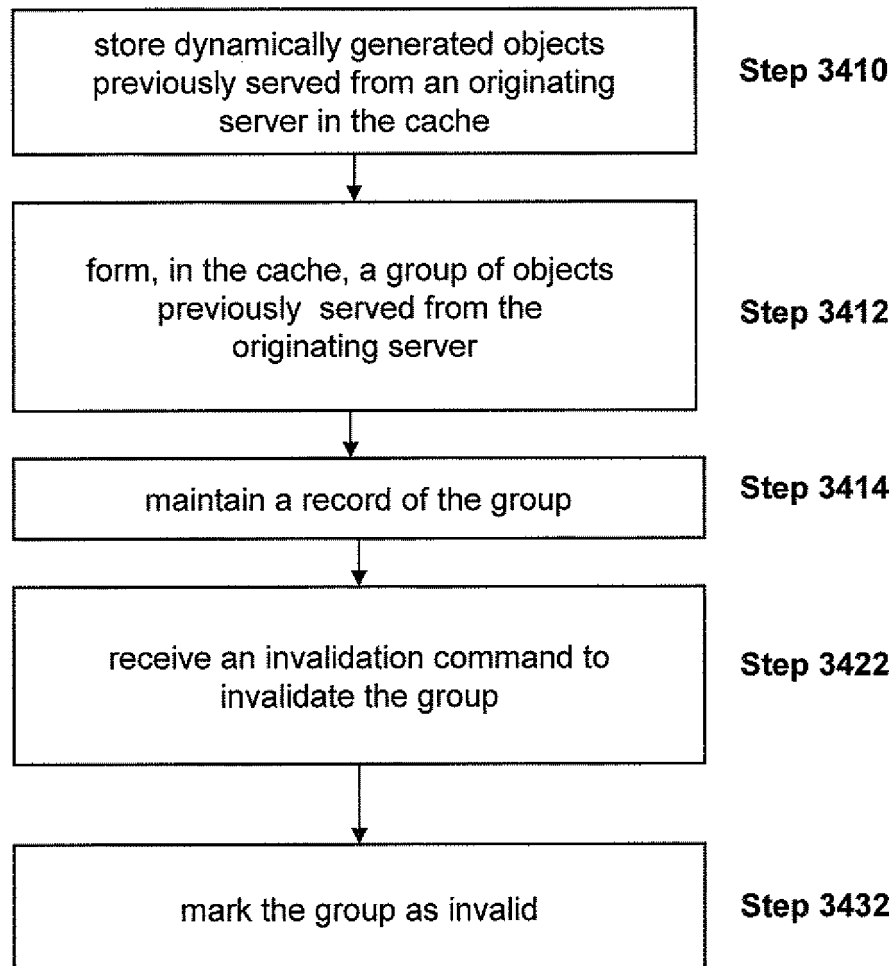 store dynamically generated objects
previously served from an originating
server in the cache
Step 3410
form, in the cache, a group of objects
previously served from the
originating server
Step 3412
maintain a record of the group
Step 3414
receive an invalidation command to
invalidate the group
Step 3422
mark the group as invalid
Step 3432